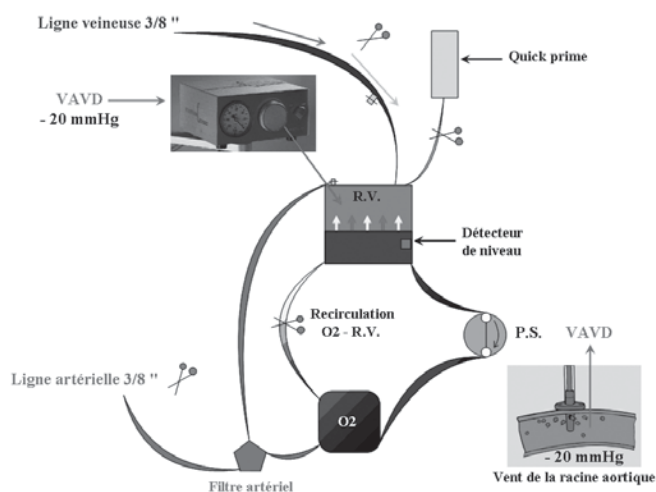 Ligne veineuse 3/8 "
Quick prime
VAVD
- 20 mmHg
R.V.
Détecteur
de niveau
Recirculation
O2 - R.V.
P.S.
VAVD
Ligne artérielle 3/8 "
O2
- 20 mmHg
Vent de la racine aortique
Filtre artériel